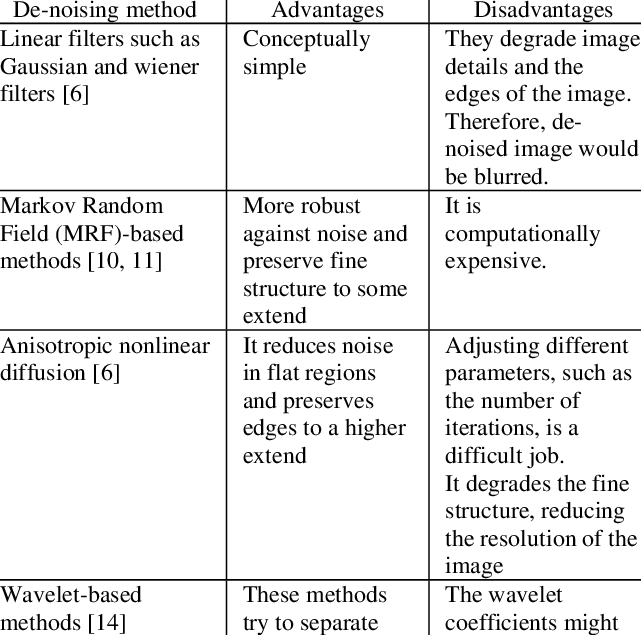 De-noising method Advantages Disadvantages
Linear filters such as
Gaussian and wiener
filters [6]
Conceptually
simple
They degrade image
details and the
edges of the image.
Therefore, de-
noised image would
be blurred.
Markov Random
Field (MRF)-based
methods [10, 11]
More robust
against noise and
preserve fine
structure to some
extend
It is
computationally
expensive.
Anisotropic nonlinear
diffusion [6]
It reduces noise
in flat regions
and preserves
edges to a higher
extend
Adjusting different
parameters, such as
the number of
iterations, is a
difficult job.
It degrades the fine
structure, reducing
the resolution of the
image
Wavelet-based
methods [14]
These methods
try to separate
The wavelet
coefficients might